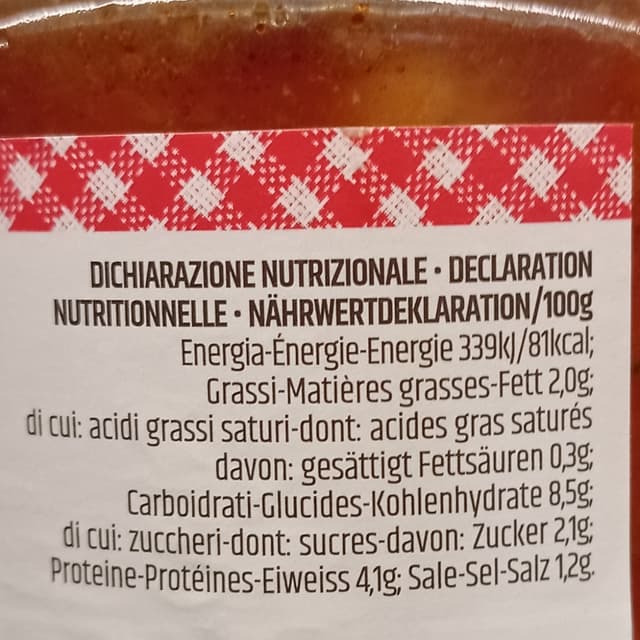 DICHIARAZIONE NUTRIZIONALE • DECLARATION
NUTRITIONNELLE • NÄHRWERTDEKLARATION/100g
Energia-Énergie-Energie 339kJ/81kcal;
Grassi-Matières grasses-Fett 2,0g;
di cui: acidi grassi saturi-dont: acides gras saturés
davon: gesättigt Fettsäuren 0,3g;
Carboidrati-Glucides-Kohlenhydrate 8,5g;
di cui: zuccheri-dont: sucres-davon: Zucker 2,1g;
Proteine-Protéines-Eiweiss 4,1g; Sale-Sel-Salz 1,2g.